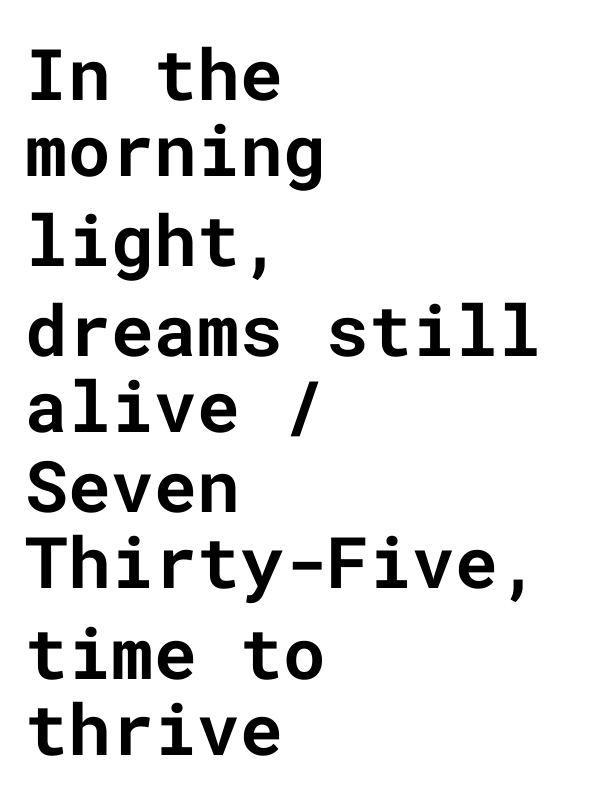 In the
morning
light,
dreams still
alive /
Seven
Thirty-Five,
time to
thrive